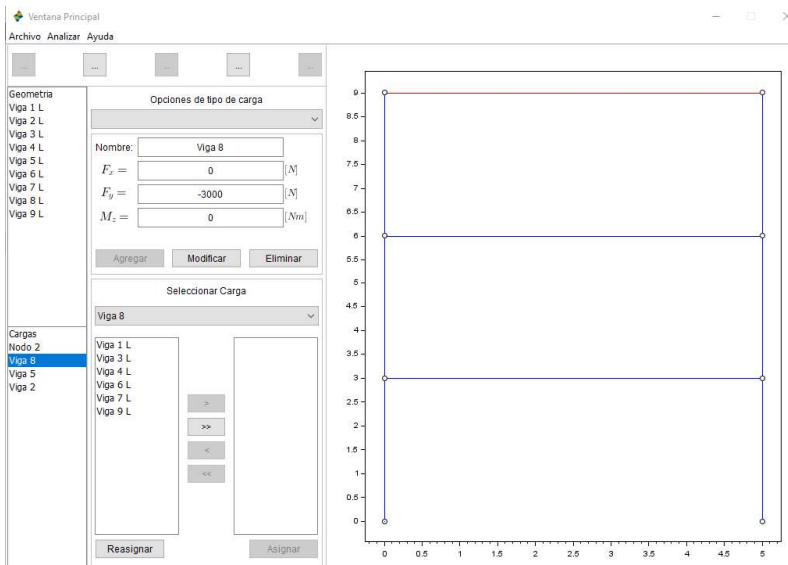 Ventana Principal
Archivo Analizar Ayuda
... ... ... ... ...
Geometria
Viga 1 L
Viga 2 L
Viga 3 L
Viga 4 L
Viga 5 L
Viga 6 L
Viga 7 L
Viga 8 L
Viga 9 L
Cargas
Nodo 2
Viga 8
Viga 5
Viga 2
Opciones de tipo de carga
Nombre: Viga 8
Fx = 0 [N]
Fy = -3000 [N]
Mz = 0 [Nm]
Agregar Modificar Eliminar
Seleccionar Carga
Viga 8
Viga 1 L
Viga 3 L
Viga 4 L
Viga 6 L
Viga 7 L
Viga 9 L
>
>>
<
<<
Reasignar Asignar
9
8.5
8
7.5
7
6.5
6
5.5
5
4.5
4
3.5
3
2.5
2
1.5
1
0.5
0
0 0.5 1 1.5 2 2.5 3 3.5 4 4.5 5